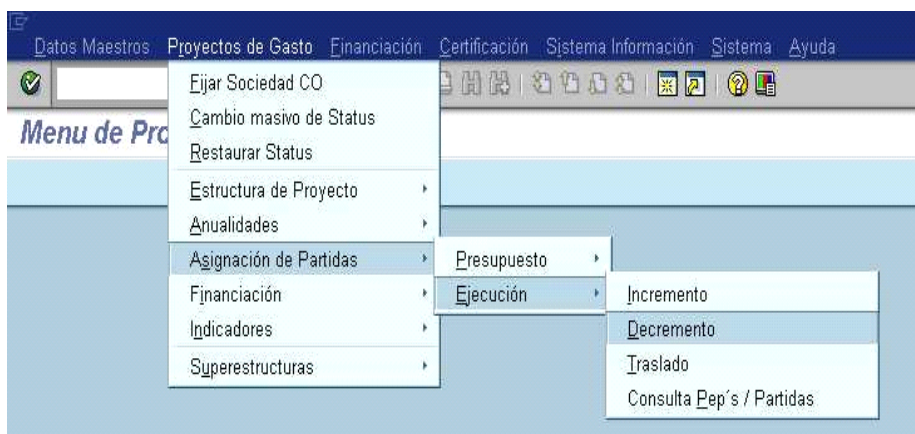 Datos Maestros Proyectos de Gasto Financiación Certificación Sistema Información Sistema Ayuda
Menu de Pro
Fijar Sociedad CO
Cambio masivo de Status
Restaurar Status
Estructura de Proyecto
Anualidades
Asignación de Partidas
Financiación
Indicadores
Superestructuras
Presupuesto
Ejecución
Incremento
Decremento
Traslado
Consulta Pep´s / Partidas